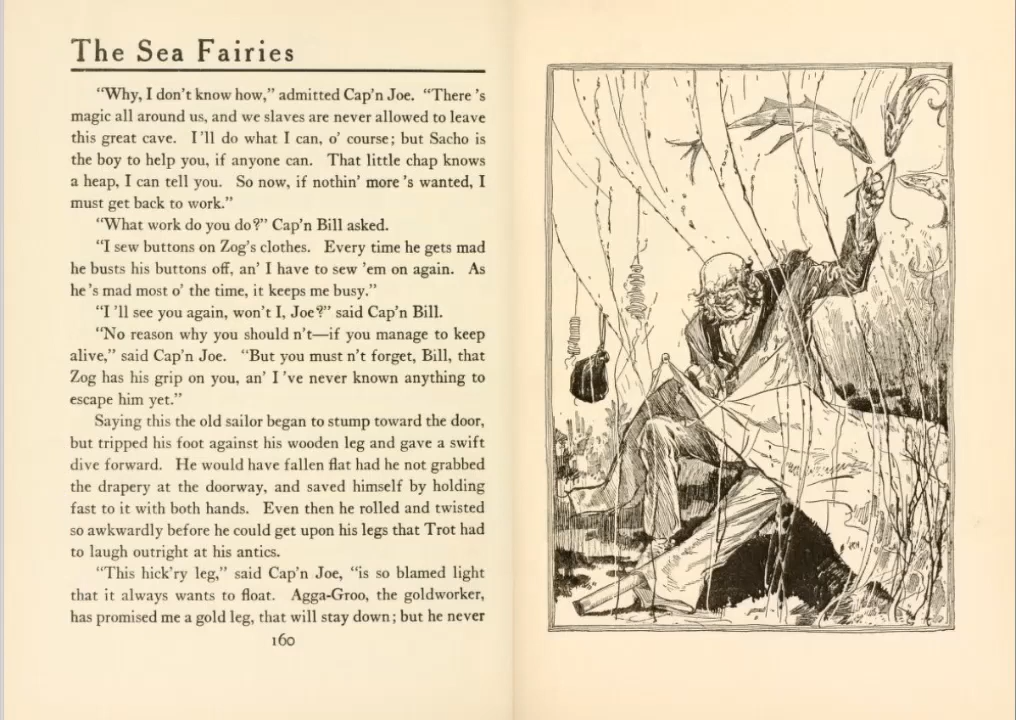 The Sea Fairies
"Why, I don't know how," admitted Cap'n Joe. "There 's
magic all around us, and we slaves are never allowed to leave
this great cave. I 'll do what I can, o' course; but Sacho is
the boy to help you, if anyone can. That little chap knows
a heap, I can tell you. So now, if nothin' more 's wanted, I
must get back to work."
"What work do you do?" Cap'n Bill asked.
"I sew buttons on Zog's clothes. Every time he gets mad
he busts his buttons off, an' I have to sew 'em on again. As
he 's mad most o' the time, it keeps me busy."
"I 'll see you again, won't I, Joe?" said Cap'n Bill.
"No reason why you should n't—if you manage to keep
alive," said Cap'n Joe. "But you must n't forget, Bill, that
Zog has his grip on you, an' I 've never known anything to
escape him yet."
Saying this the old sailor began to stump toward the door,
but tripped his foot against his wooden leg and gave a swift
dive forward. He would have fallen flat had he not grabbed
the drapery at the doorway, and saved himself by holding
fast to it with both hands. Even then he rolled and twisted
so awkwardly before he could get upon his legs that Trot had
to laugh outright at his antics.
"This hick'ry leg," said Cap'n Joe, "is so blamed light
that it always wants to float. Agga-Groo, the goldworker,
has promised me a gold leg, that will stay down; but he never
160